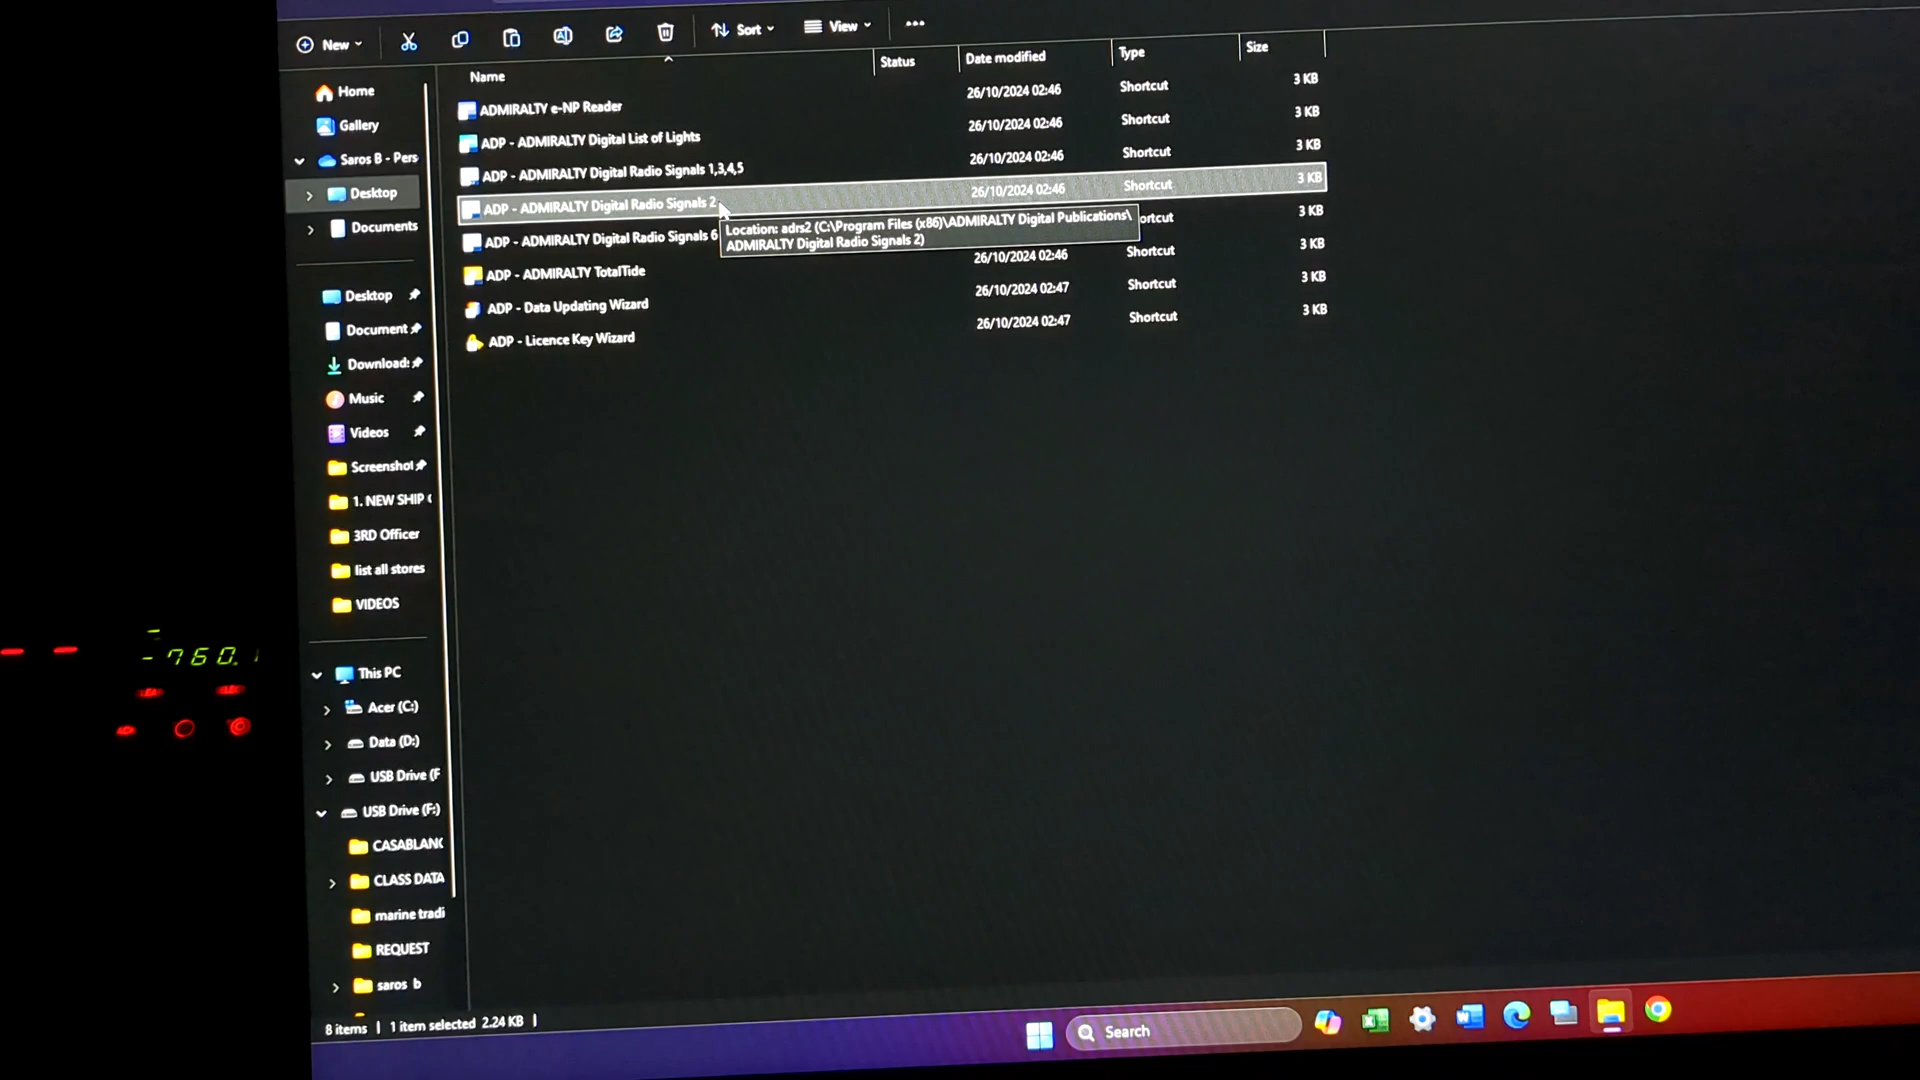 New
Sort
View
Name
Status
Date modified
Type
Size
ADMIRALTY e-NP Reader
26/10/2024 02:46
Shortcut
3 KB
ADP - ADMIRALTY Digital List of Lights
26/10/2024 02:46
Shortcut
3 KB
ADP - ADMIRALTY Digital Radio Signals 1,3,4,5
26/10/2024 02:46
Shortcut
3 KB
ADP - ADMIRALTY Digital Radio Signals 2
26/10/2024 02:46
Shortcut
3 KB
ADP - ADMIRALTY Digital Radio Signals 6
ortcut
3 KB
Location: adrs2 (C:\Program Files (x86)\ADMIRALTY Digital Publications\
ADMIRALTY Digital Radio Signals 2)
ADP - ADMIRALTY TotalTide
26/10/2024 02:46
Shortcut
3 KB
ADP - Data Updating Wizard
26/10/2024 02:47
Shortcut
3 KB
ADP - Licence Key Wizard
26/10/2024 02:47
Shortcut
3 KB
Home
Gallery
Saros B - Pers
Desktop
Documents
Desktop
Document
Download
Music
Videos
Screenshot
1. NEW SHIP
3RD Officer
list all stores
VIDEOS
This PC
Acer (C:)
Data (D:)
USB Drive (F
USB Drive (F:)
CASABLANC
CLASS DATA
marine tradi
REQUEST
saros b
8 items
1 item selected 2.24 KB
Search
-760.